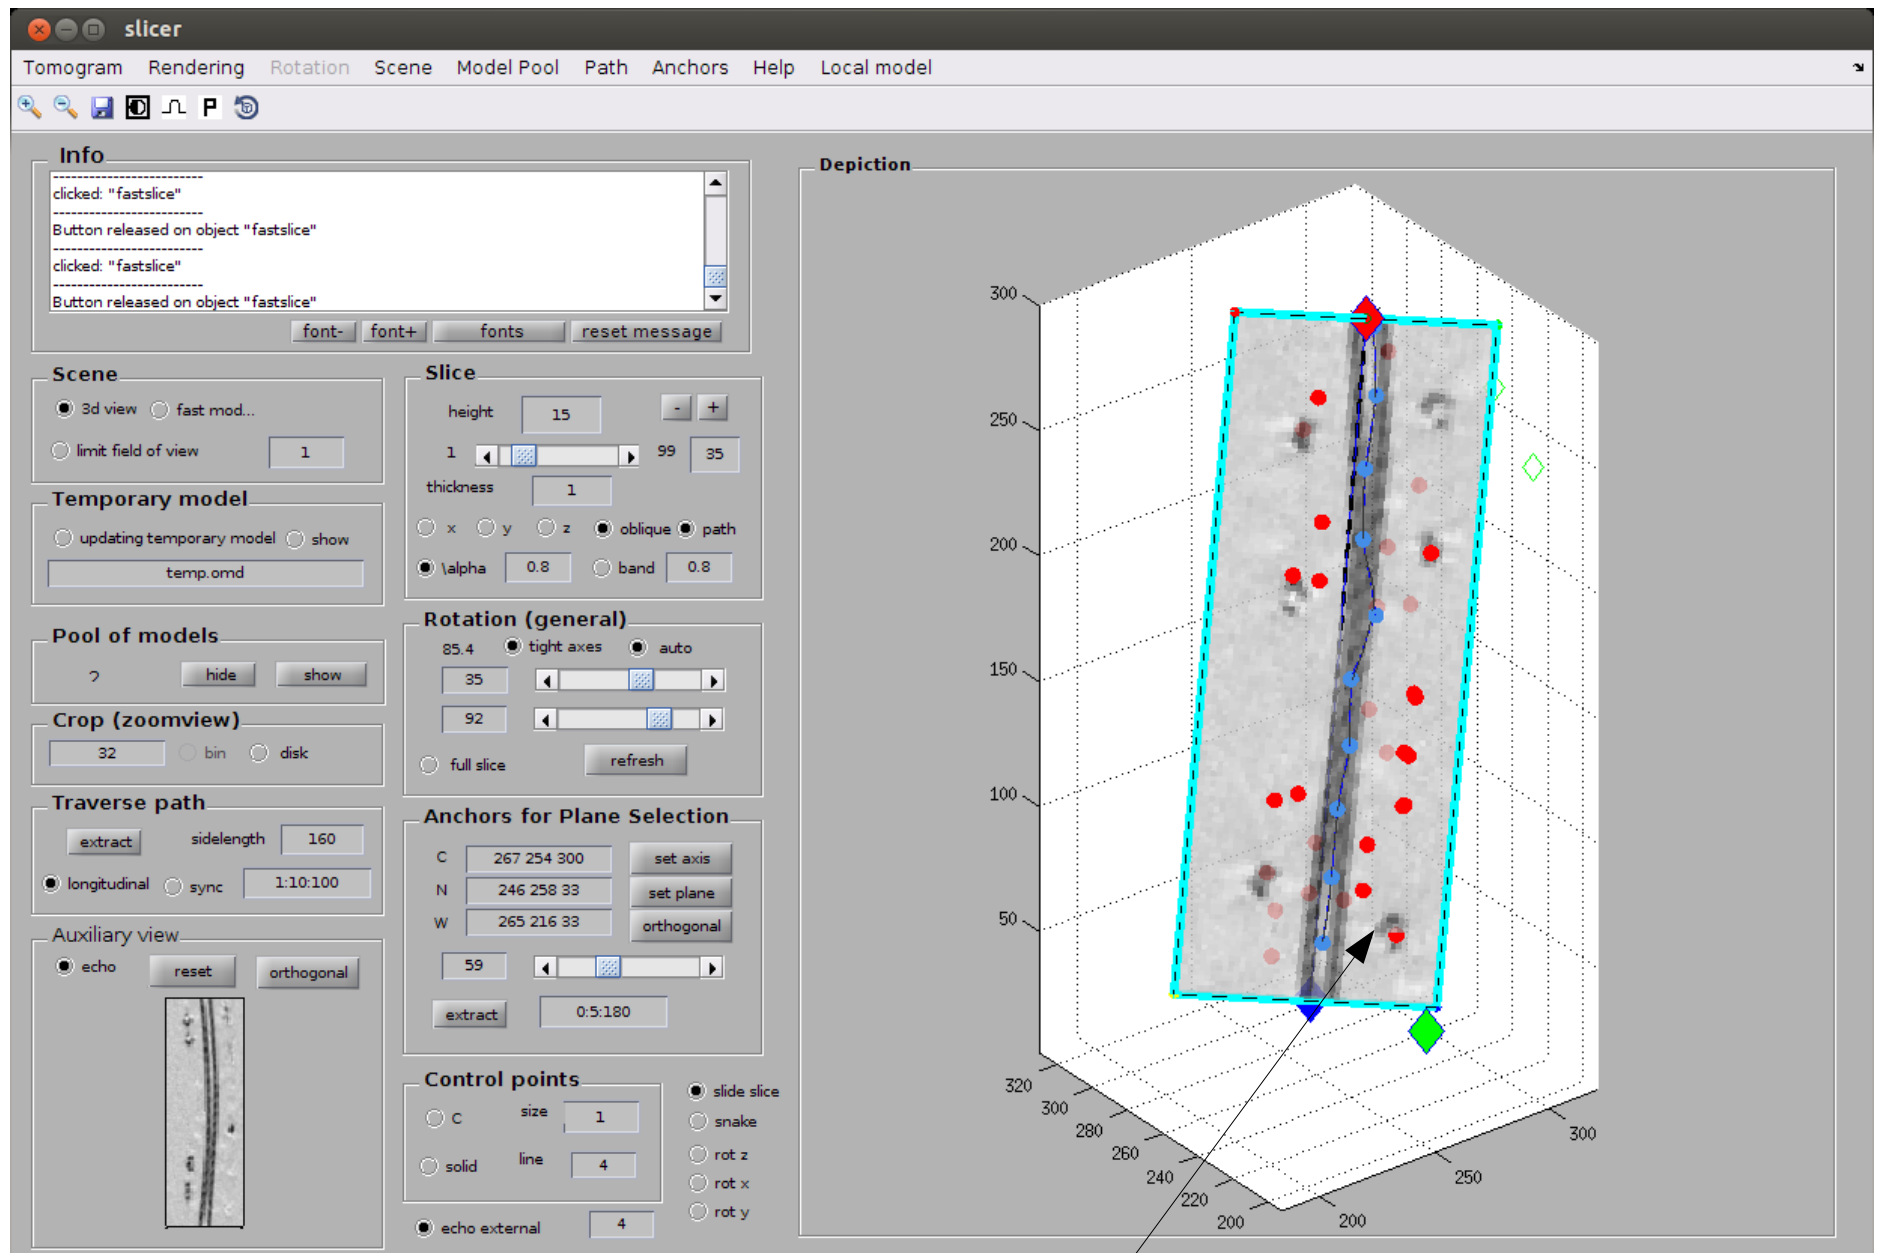 slicer
Tomogram Rendering Rotation Scene Model Pool Path Anchors Help Local model
P
Info
-------------------------
clicked: "fastslice"
-------------------------
Button released on object "fastslice"
-------------------------
clicked: "fastslice"
-------------------------
Button released on object "fastslice"
font- font+ fonts reset message
Scene
3d view fast mod...
limit field of view 1
Temporary model
updating temporary model show
temp.omd
Pool of models
hide show
Crop (zoomview)
32 bin disk
Traverse path
extract sidelength 160
longitudinal sync 1:10:100
Auxiliary view
echo reset orthogonal
Slice
height 15 - +
1 99 35
thickness 1
x y z oblique path
\alpha 0.8 band 0.8
Rotation (general)
85.4 tight axes auto
35
92
full slice refresh
Anchors for Plane Selection
C 267 254 300 set axis
N 246 258 33 set plane
W 265 216 33 orthogonal
59
extract 0:5:180
Control points
C size 1
solid line 4
echo external 4
slide slice
snake
rot z
rot x
rot y
Depiction
300
250
200
150
100
50
320
300
280
260
240
220
200
200
250
300